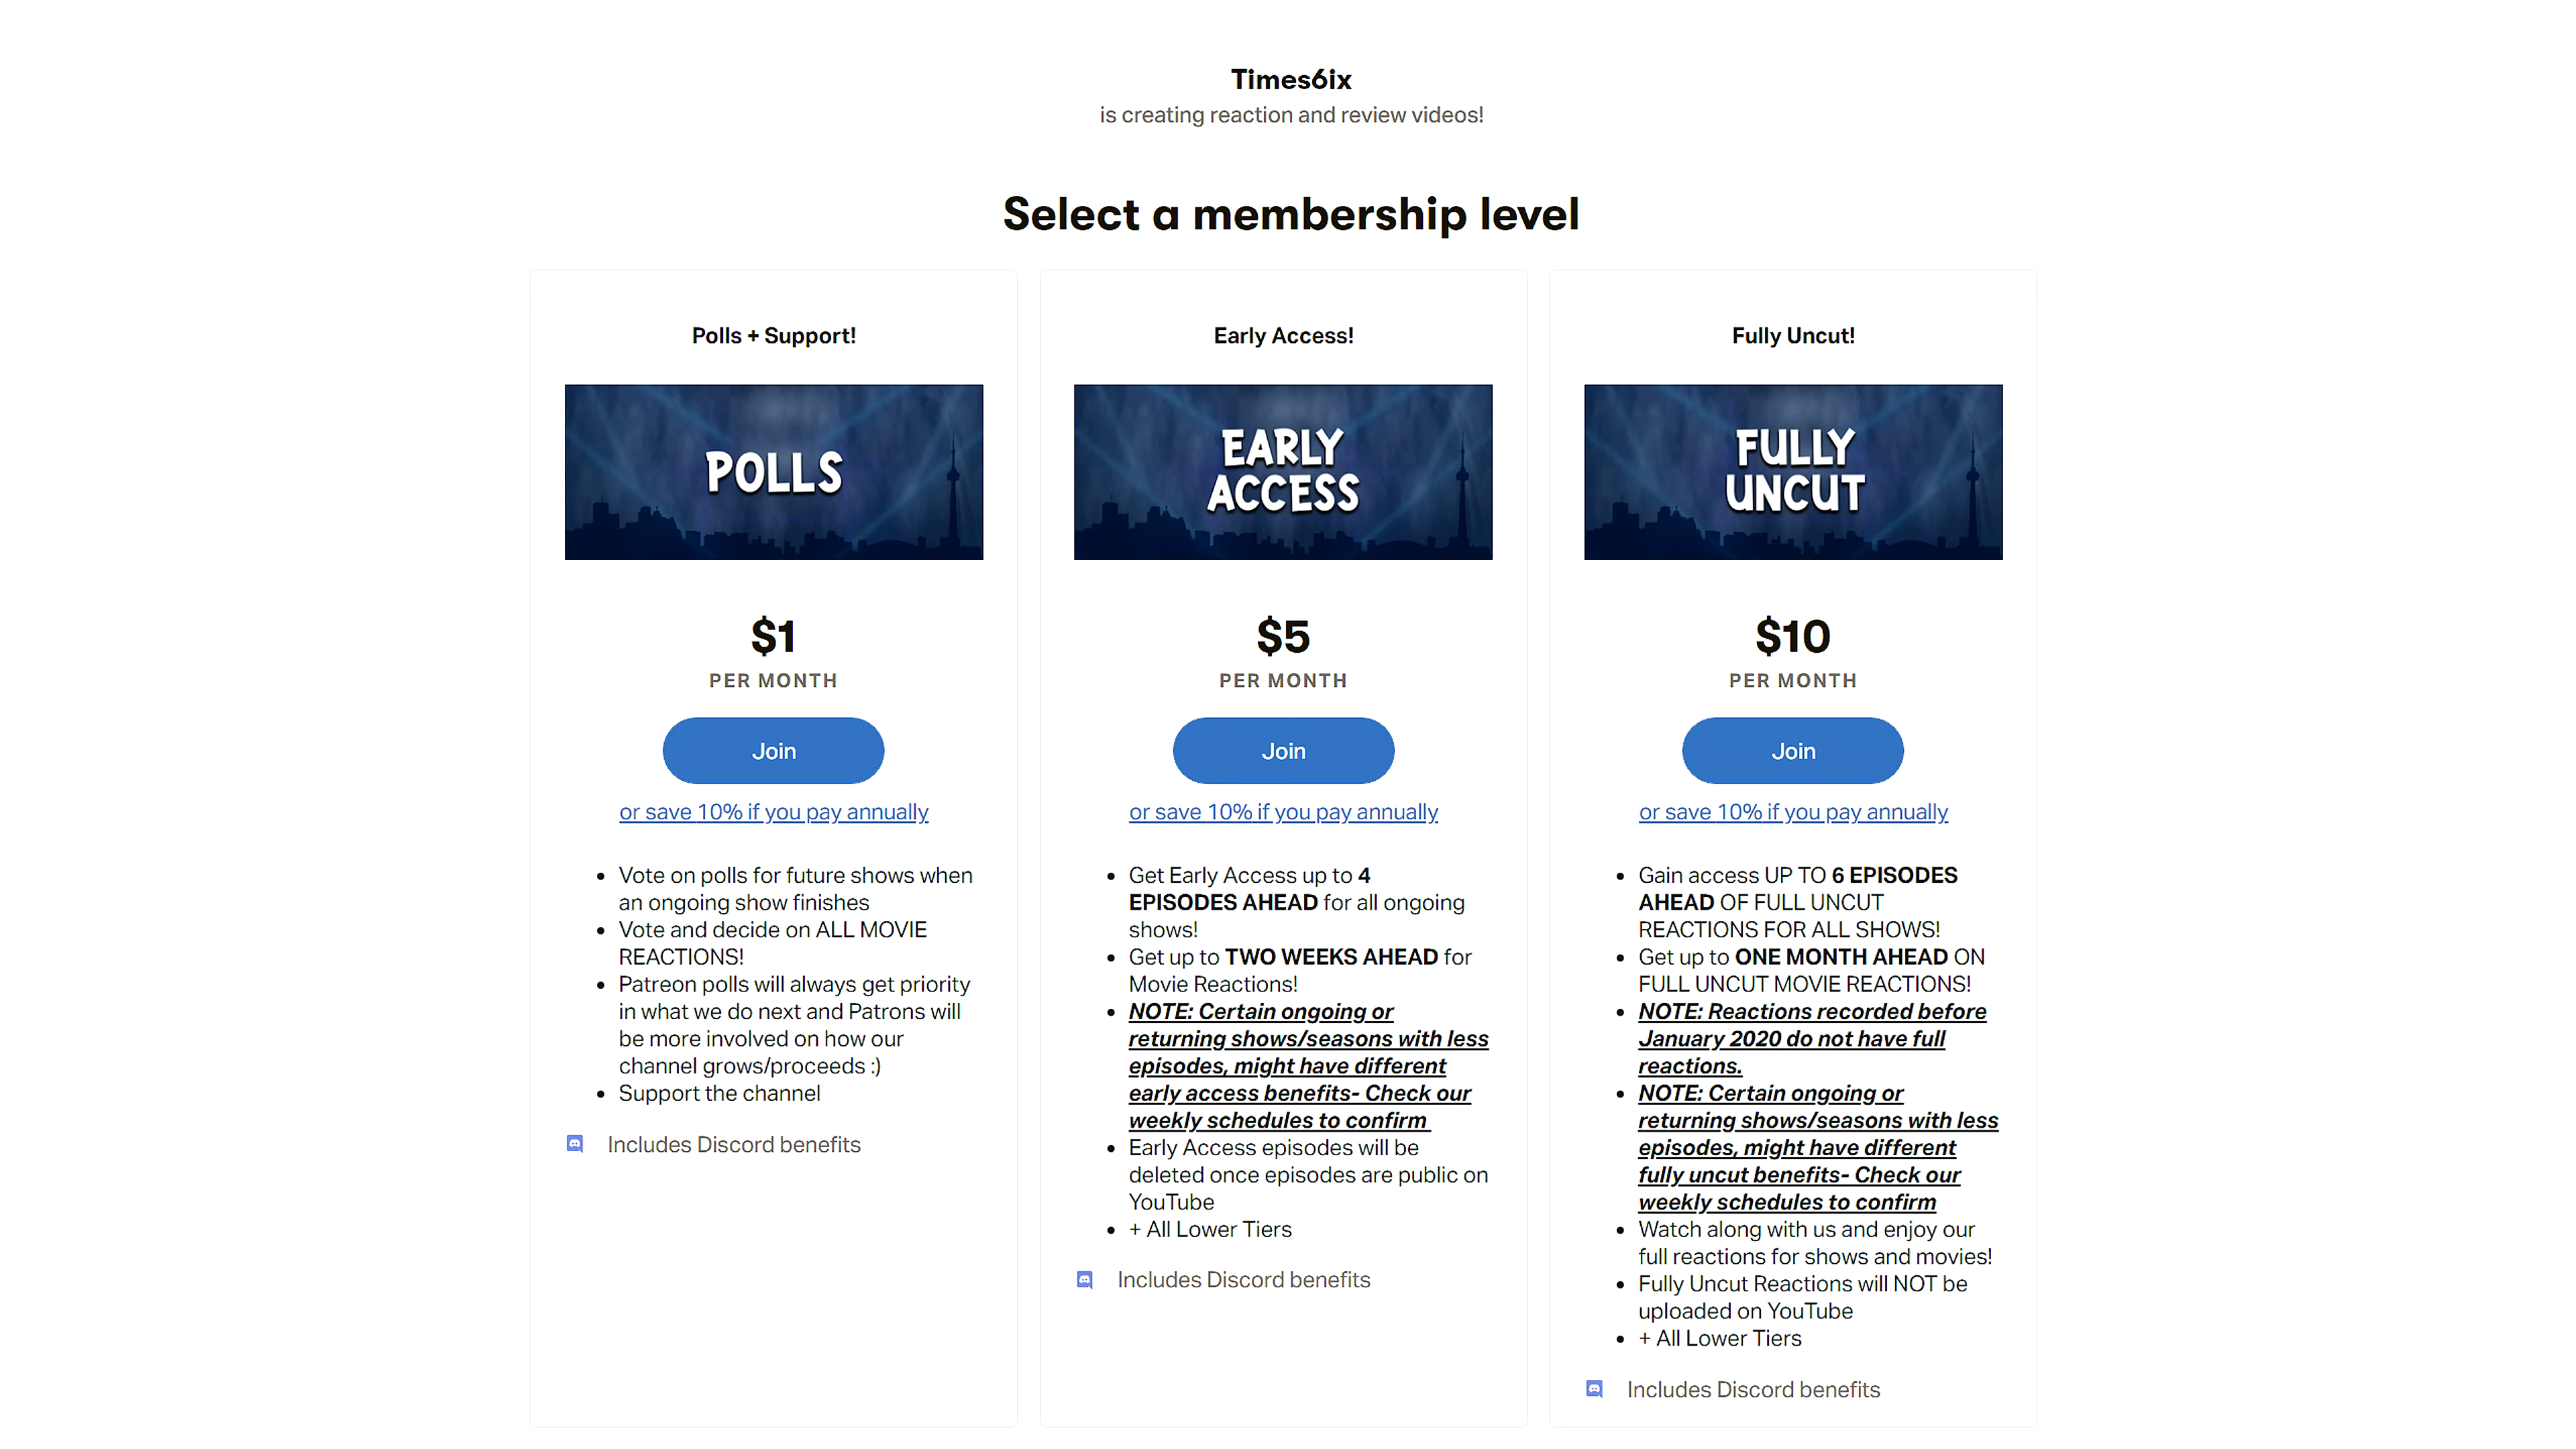 Times6ix
is creating reaction and review videos!
Select a membership level
Polls + Support!
POLLS
$1
PER MONTH
Join
or save 10% if you pay annually
Vote on polls for future shows when
an ongoing show finishes
Vote and decide on ALL MOVIE
REACTIONS!
Patreon polls will always get priority
in what we do next and Patrons will
be more involved on how our
channel grows/proceeds :)
Support the channel
Includes Discord benefits
Early Access!
EARLY
ACCESS
$5
PER MONTH
Join
or save 10% if you pay annually
Get Early Access up to 4
EPISODES AHEAD for all ongoing
shows!
Get up to TWO WEEKS AHEAD for
Movie Reactions!
NOTE: Certain ongoing or
returning shows/seasons with less
episodes, might have different
early access benefits- Check our
weekly schedules to confirm
Early Access episodes will be
deleted once episodes are public on
YouTube
+ All Lower Tiers
Includes Discord benefits
Fully Uncut!
FULLY
UNCUT
$10
PER MONTH
Join
or save 10% if you pay annually
Gain access UP TO 6 EPISODES
AHEAD OF FULL UNCUT
REACTIONS FOR ALL SHOWS!
Get up to ONE MONTH AHEAD ON
FULL UNCUT MOVIE REACTIONS!
NOTE: Reactions recorded before
January 2020 do not have full
reactions.
NOTE: Certain ongoing or
returning shows/seasons with less
episodes, might have different
fully uncut benefits- Check our
weekly schedules to confirm
Watch along with us and enjoy our
full reactions for shows and movies!
Fully Uncut Reactions will NOT be
uploaded on YouTube
+ All Lower Tiers
Includes Discord benefits